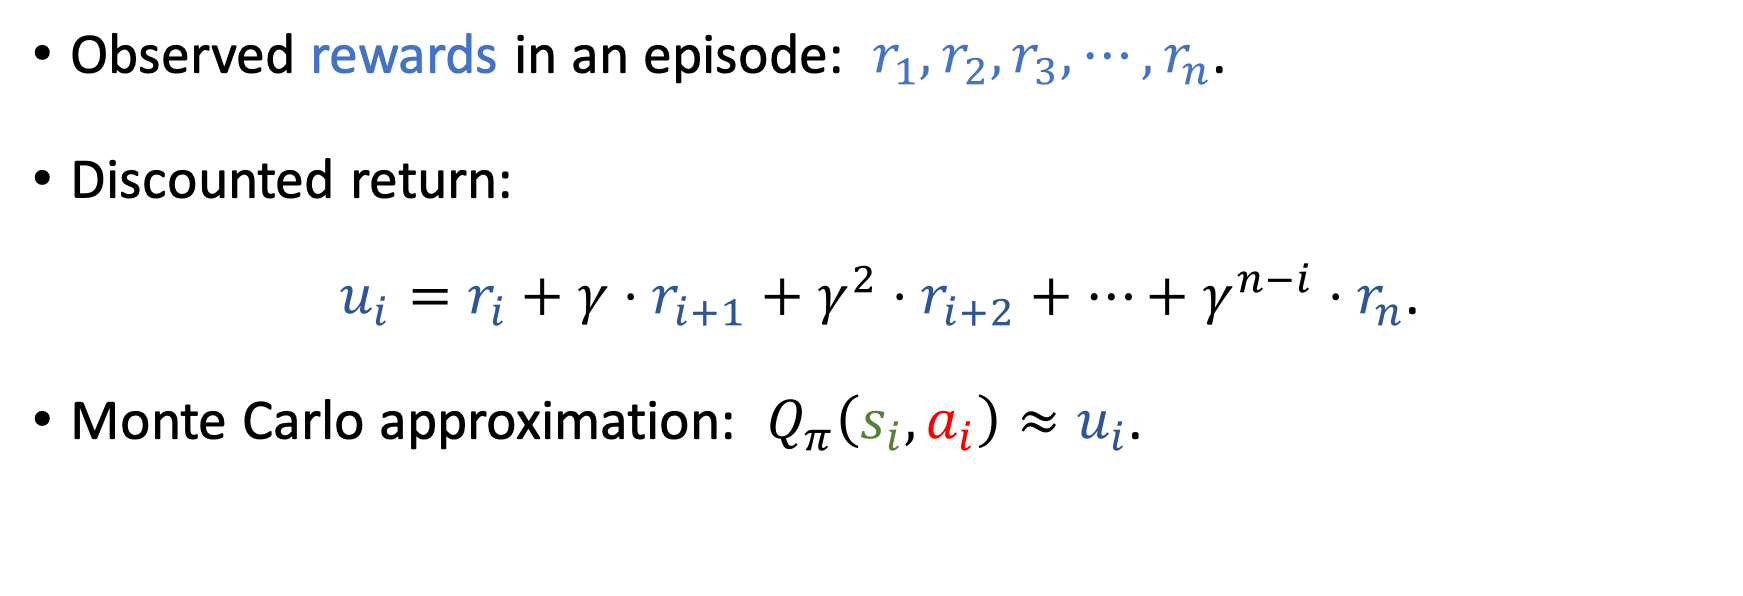 • Observed rewards in an episode: r₁, r₂, r₃, ⋯ , rₙ.
• Discounted return:
uᵢ = rᵢ + γ · rᵢ₊₁ + γ² · rᵢ₊₂ + ⋯ + γⁿ⁻ⁱ · rₙ.
• Monte Carlo approximation: Q_π(sᵢ, aᵢ) ≈ uᵢ.